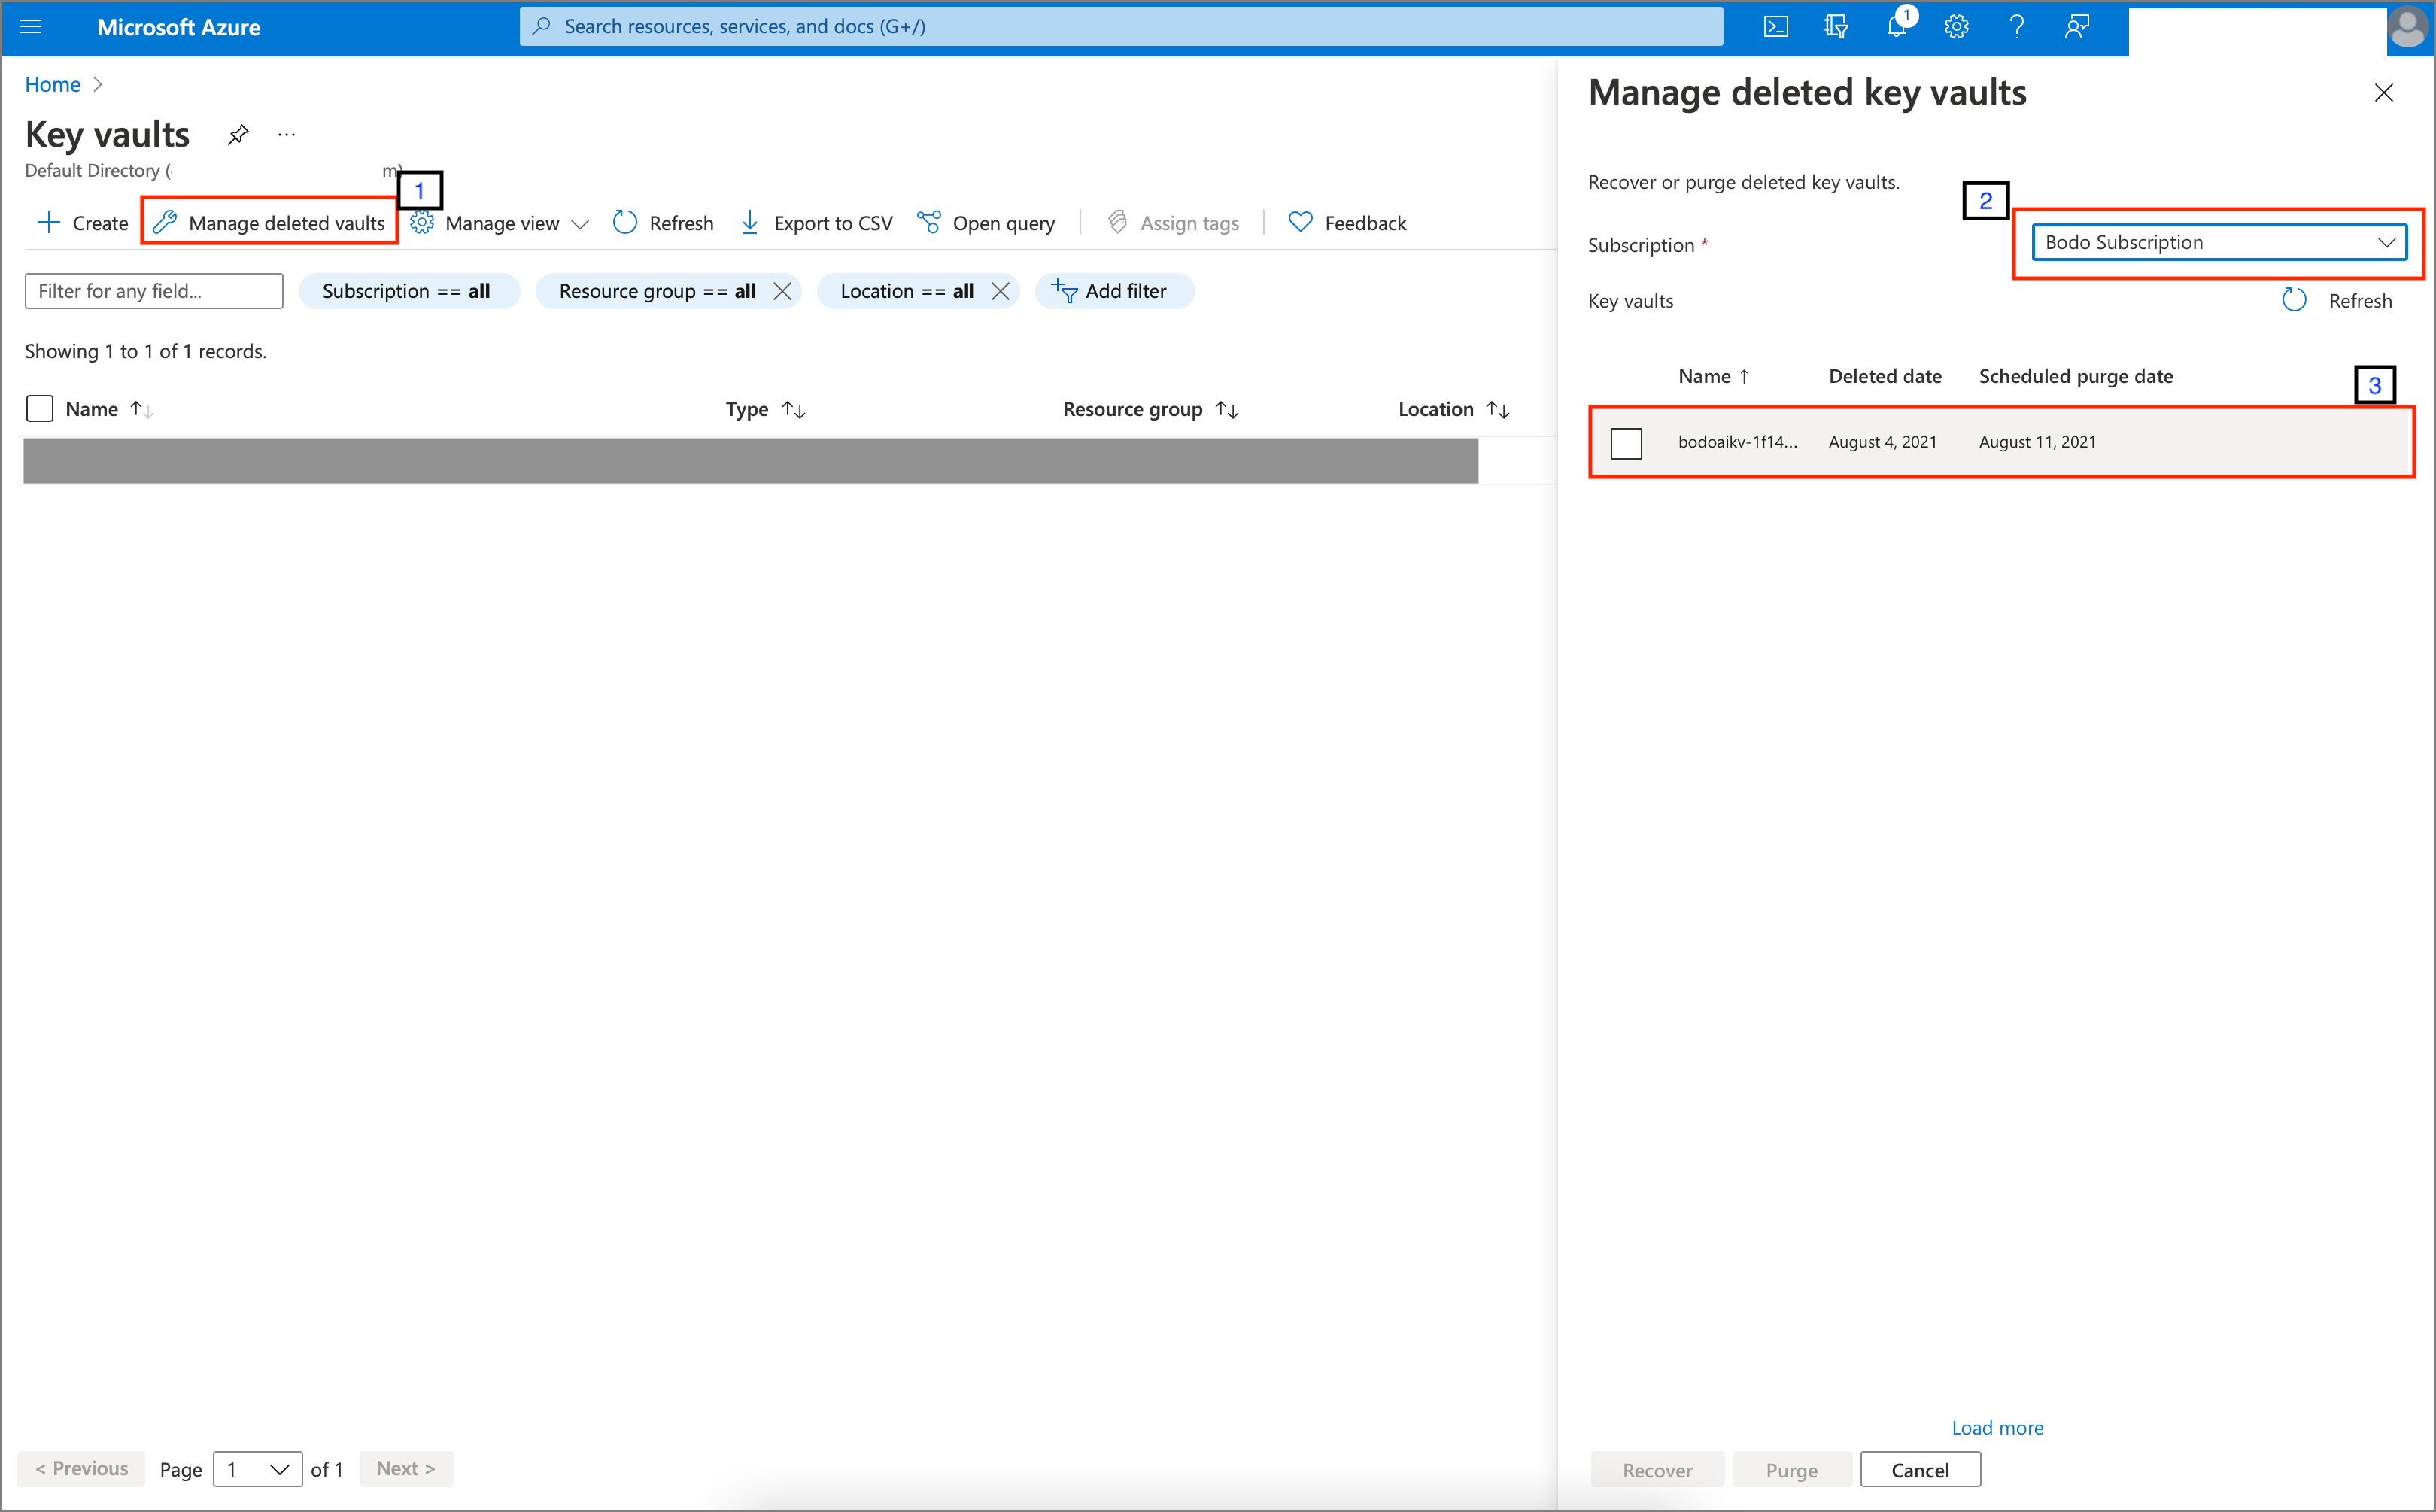 Microsoft Azure
Search resources, services, and docs (G+/)
1
Home
Key vaults
...
Default Directory (
m)
1
Create
Manage deleted vaults
Manage view
Refresh
Export to CSV
Open query
Assign tags
Feedback
Filter for any field...
Subscription == all
Resource group == all
Location == all
Add filter
Showing 1 to 1 of 1 records.
Name ↑↓
Type ↑↓
Resource group ↑↓
Location ↑↓
< Previous
Page
1
of 1
Next >
Manage deleted key vaults
Recover or purge deleted key vaults.
2
Subscription *
Bodo Subscription
Key vaults
Refresh
Name ↑
Deleted date
Scheduled purge date
3
bodoaikv-1f14...
August 4, 2021
August 11, 2021
Load more
Recover
Purge
Cancel